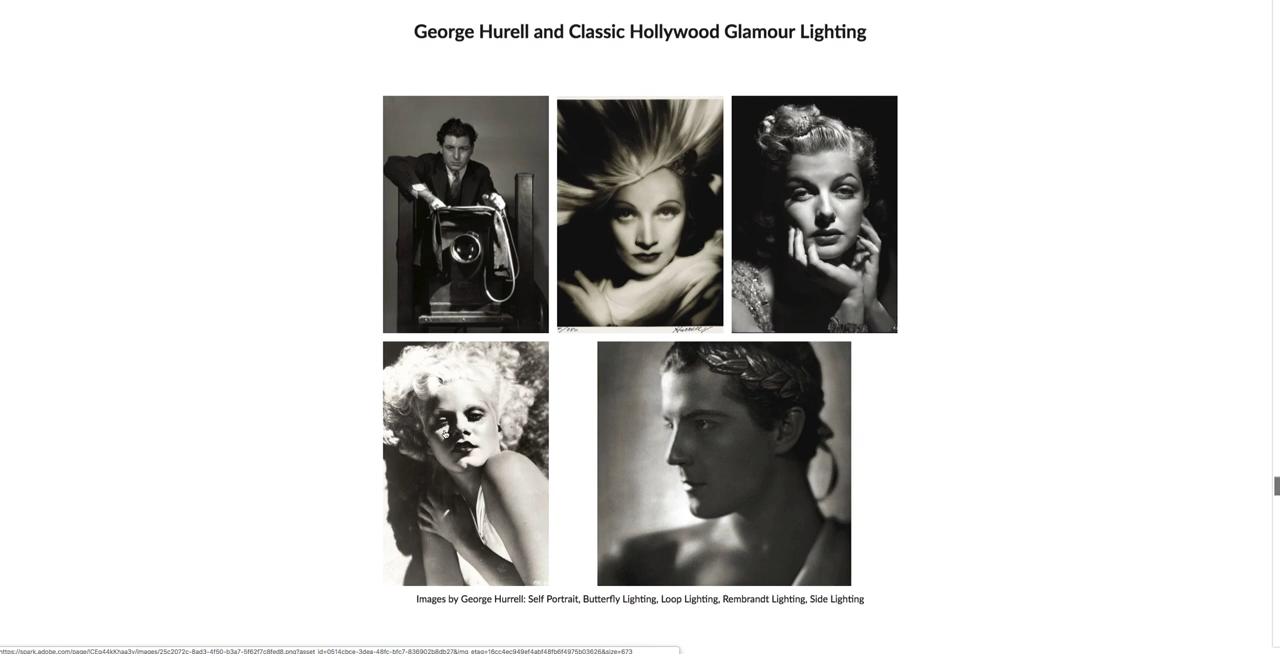 George Hurell and Classic Hollywood Glamour Lighting
Images by George Hurrell: Self Portrait, Butterfly Lighting, Loop Lighting, Rembrandt Lighting, Side Lighting